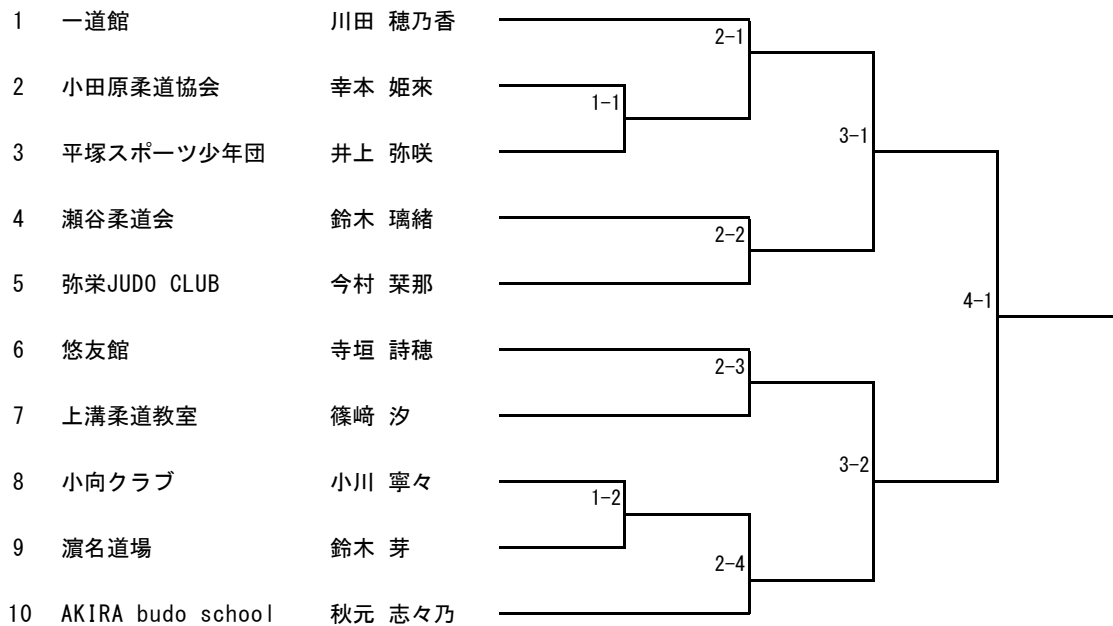 1 一道館 川田 穂乃香
2-1
2 小田原柔道協会 幸本 姫來
1-1
3-1
3 平塚スポーツ少年団 井上 弥咲
4 瀬谷柔道会 鈴木 璃緒
2-2
5 弥栄JUDO CLUB 今村 栞那
4-1
6 悠友館 寺垣 詩穂
2-3
7 上溝柔道教室 篠﨑 汐
3-2
8 小向クラブ 小川 寧々
1-2
9 濵名道場 鈴木 芽
2-4
10 AKIRA budo school 秋元 志々乃